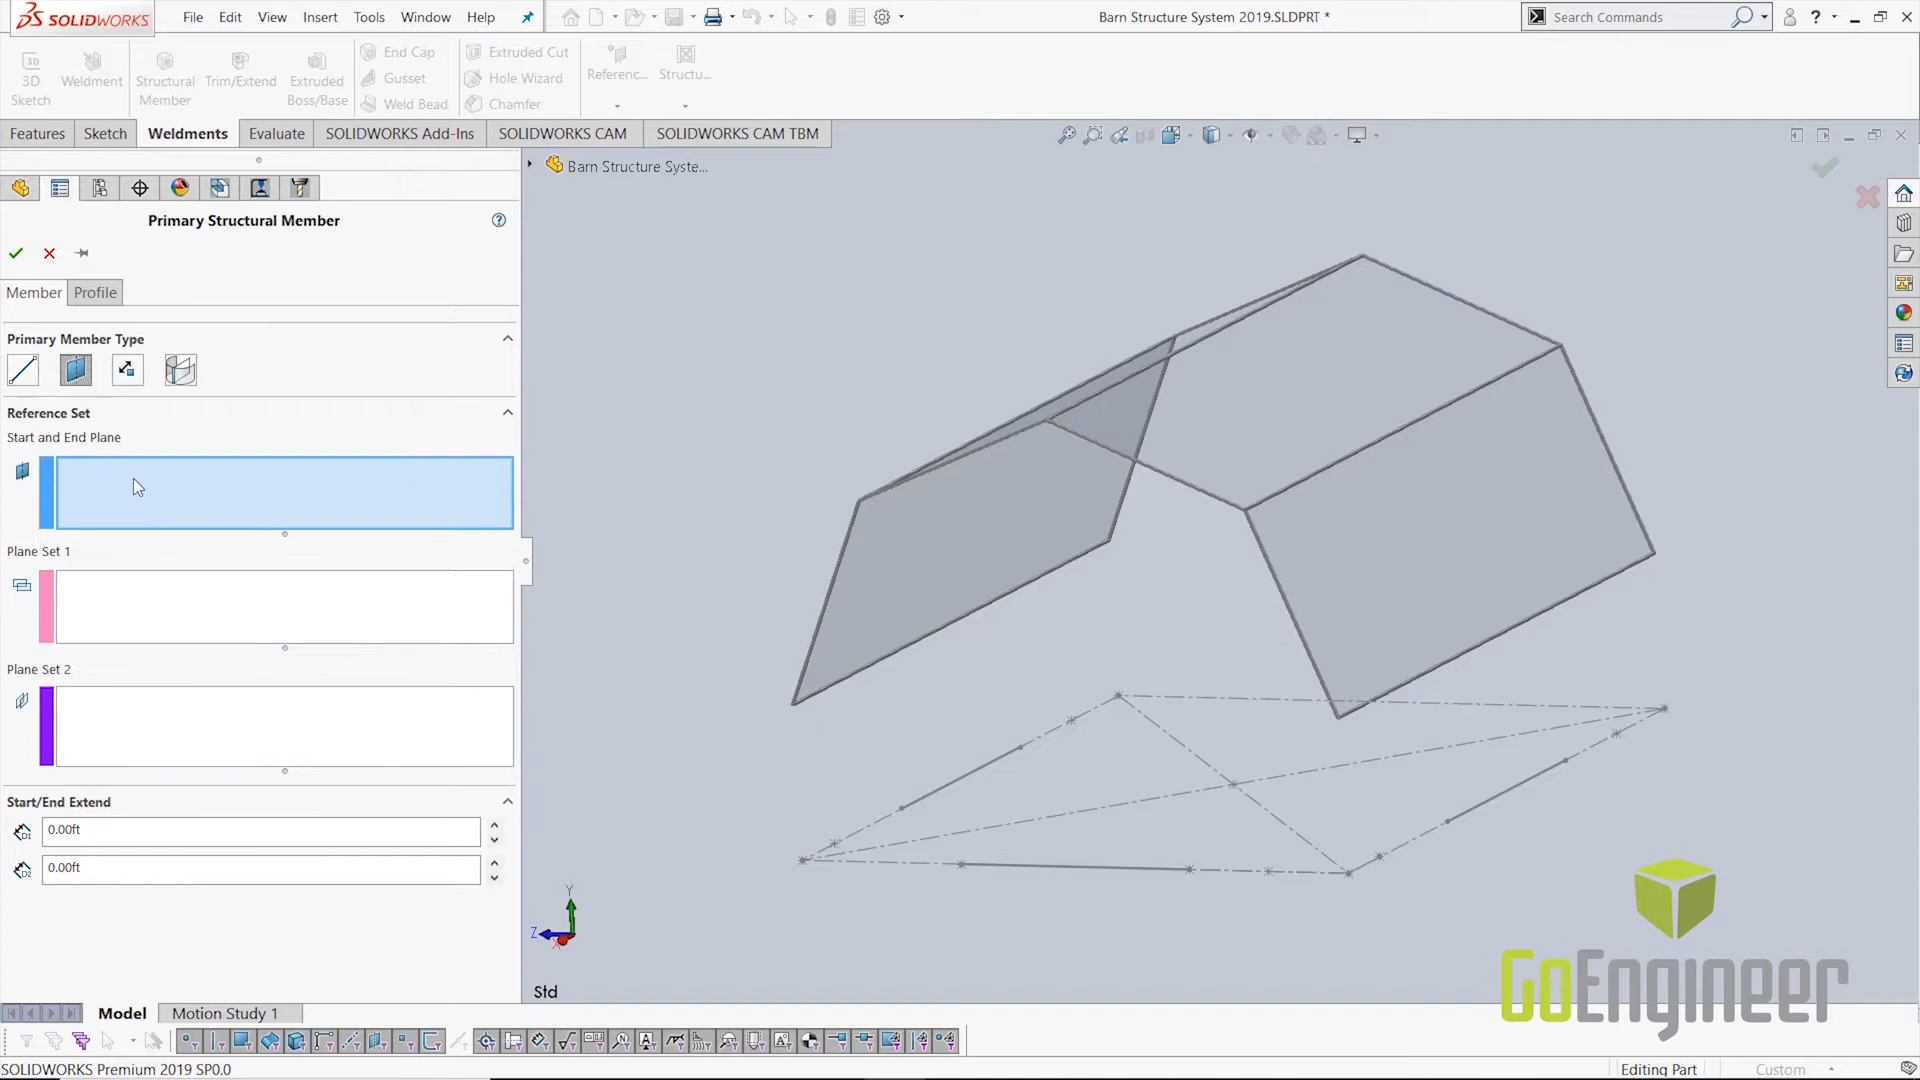 SOLIDWORKS File Edit View Insert Tools Window Help Barn Structure System 2019.SLDPRT * Search Commands ?
3D Sketch Weldment Structural Member Trim/Extend Extruded Boss/Base End Cap Gusset Weld Bead Extruded Cut Hole Wizard Chamfer Referenc... Structu...
Features Sketch Weldments Evaluate SOLIDWORKS Add-Ins SOLIDWORKS CAM SOLIDWORKS CAM TBM
Barn Structure Syste...
Primary Structural Member
Member Profile
Primary Member Type
Reference Set
Start and End Plane
Plane Set 1
Plane Set 2
Start/End Extend
D1 0.00ft
D2 0.00ft
Y
Z
X
Std
GoEngineer
Model Motion Study 1
SOLIDWORKS Premium 2019 SP0.0 Editing Part Custom